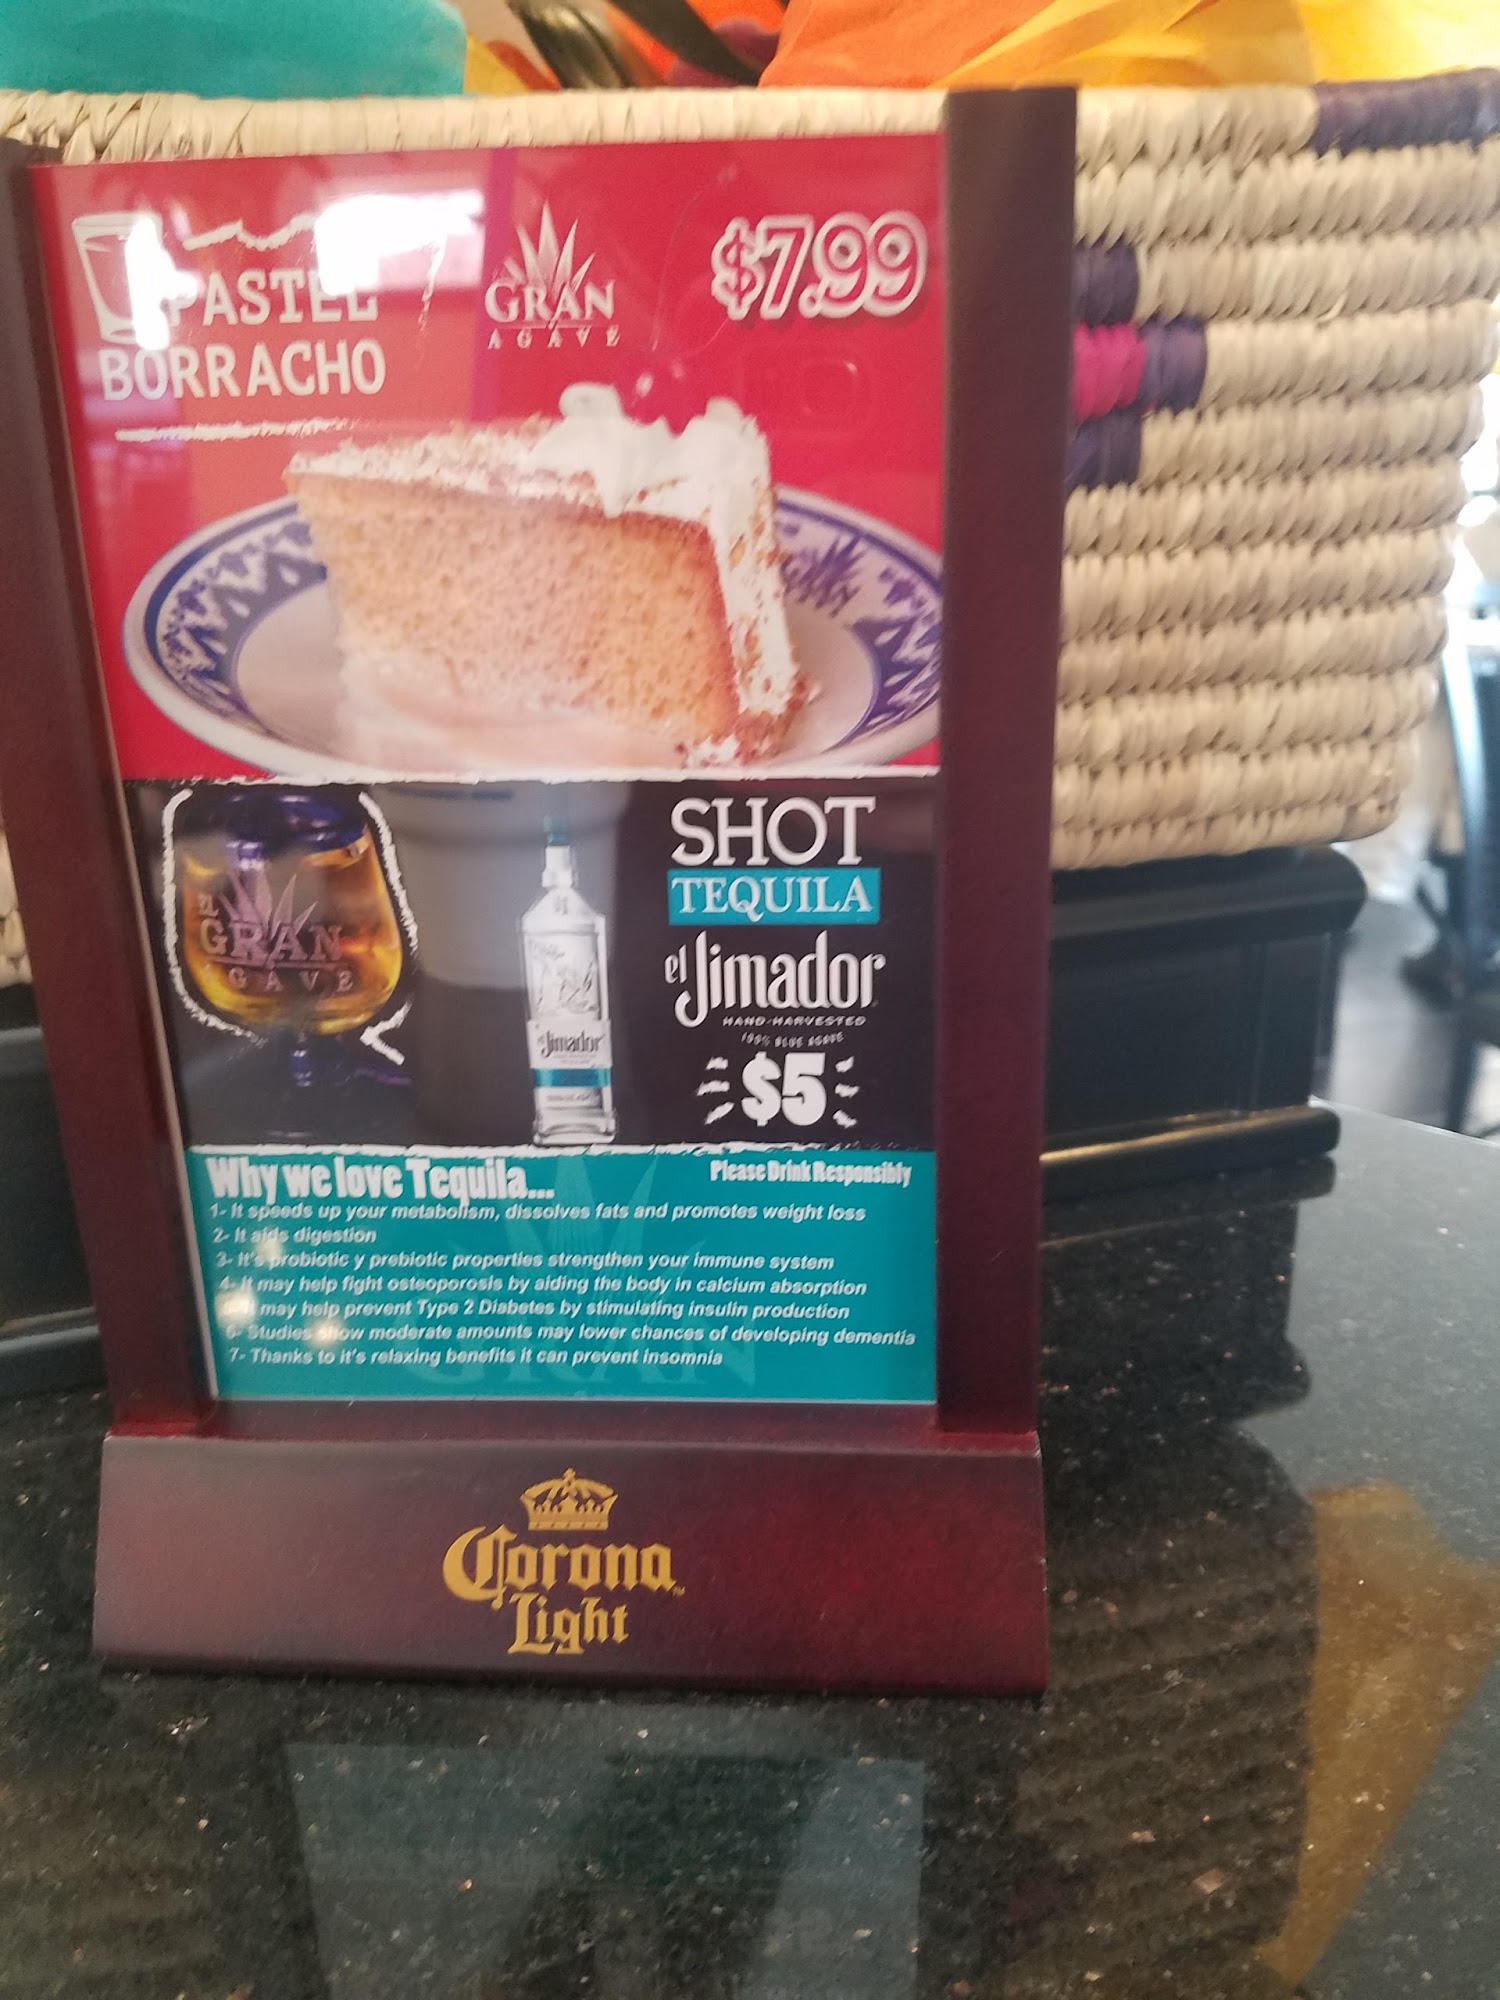 PASTEL
BORRACHO
GRAN
AGAVE
$7.99
El
GRAN
AGAVE
el Jimador
SHOT
TEQUILA
el Jimador
HAND-HARVESTED
100% BLUE AGAVE
$5
Why we love Tequila...
Please Drink Responsibly
1- It speeds up your metabolism, dissolves fats and promotes weight loss
2- It aids digestion
3- It's probiotic y prebiotic properties strengthen your immune system
4- It may help fight osteoporosis by aiding the body in calcium absorption
may help prevent Type 2 Diabetes by stimulating insulin production
6- Studies show moderate amounts may lower chances of developing dementia
7- Thanks to it's relaxing benefits it can prevent insomnia
Corona
Light